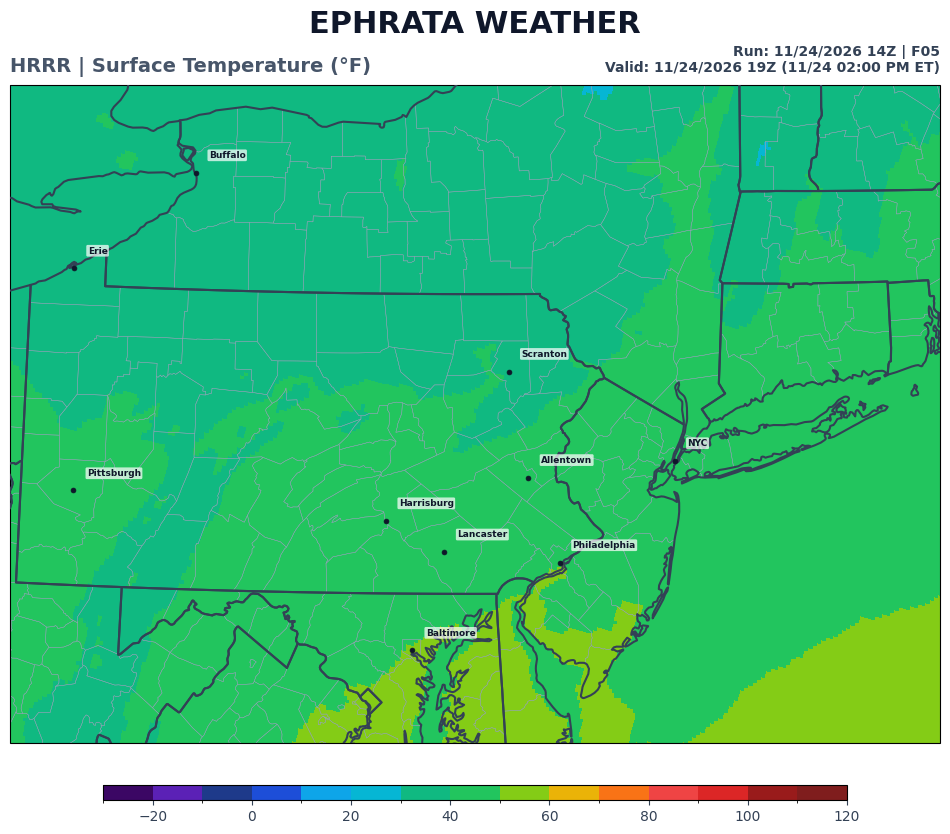 EPHRATA WEATHER
HRRR | Surface Temperature (°F)
Run: 11/24/2026 14Z | F05
Valid: 11/24/2026 19Z (11/24 02:00 PM ET)
Buffalo
Erie
Scranton
NYC
Allentown
Pittsburgh
Harrisburg
Lancaster
Philadelphia
Baltimore
−20 0 20 40 60 80 100 120